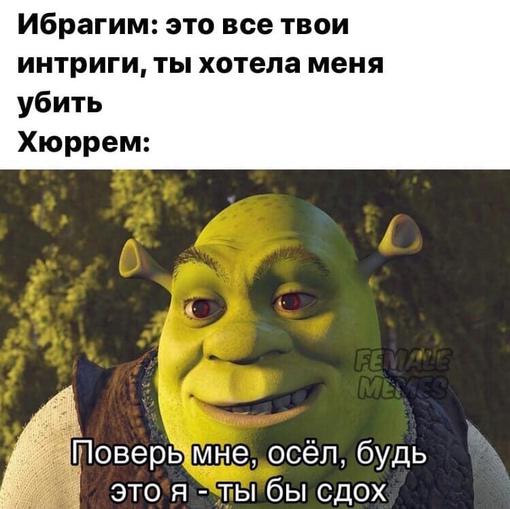 Ибрагим: это все твои
интриги, ты хотела меня
убить
Хюррем:
FEMALE
MEMES
Поверь мне, осёл, будь
это я - ты бы сдох